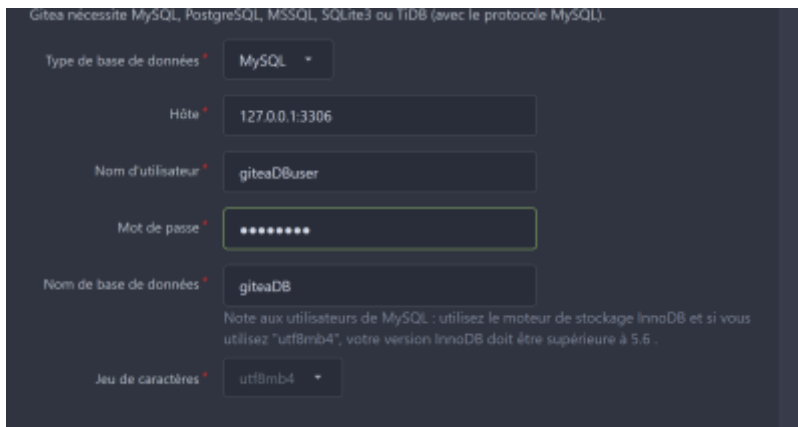 Gitea nécessite MySQL, PostgreSQL, MSSQL, SQLite3 ou TiDB (avec le protocole MySQL).
Type de base de données *
MySQL
Hôte *
127.0.0.1:3306
Nom d'utilisateur *
giteaDBuser
Mot de passe *
••••••••
Nom de base de données *
giteaDB
Note aux utilisateurs de MySQL : utilisez le moteur de stockage InnoDB et si vous
utilisez "utf8mb4", votre version InnoDB doit être supérieure à 5.6 .
Jeu de caractères *
utf8mb4